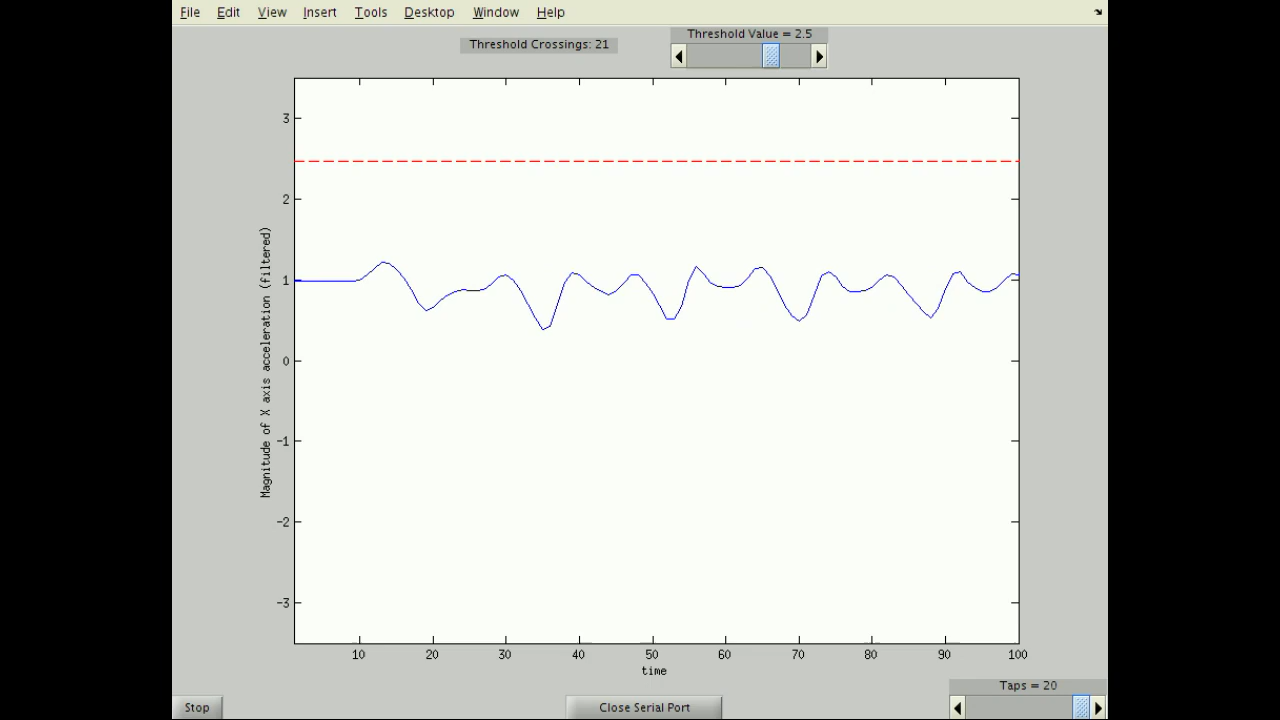 File Edit View Insert Tools Desktop Window Help
Threshold Crossings: 21
Threshold Value = 2.5
3
2
1
0
-1
-2
-3
Magnitude of X axis acceleration (filtered)
10 20 30 40 50 60 70 80 90 100
time
Taps = 20
Stop
Close Serial Port